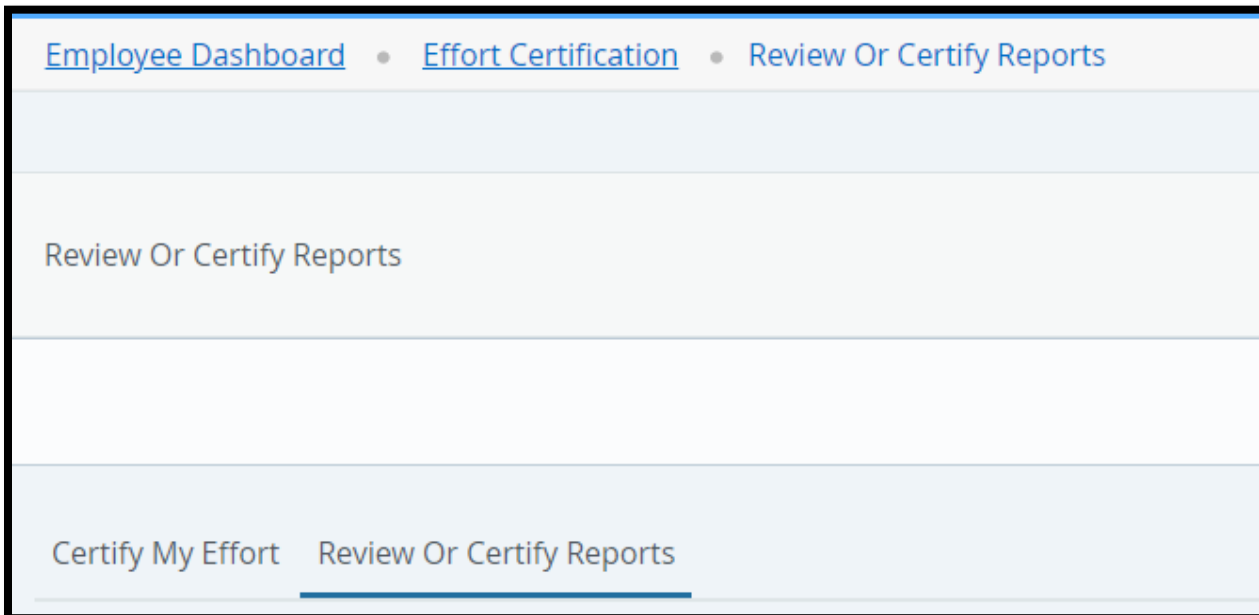 Employee Dashboard • Effort Certification • Review Or Certify Reports
Review Or Certify Reports
Certify My Effort Review Or Certify Reports